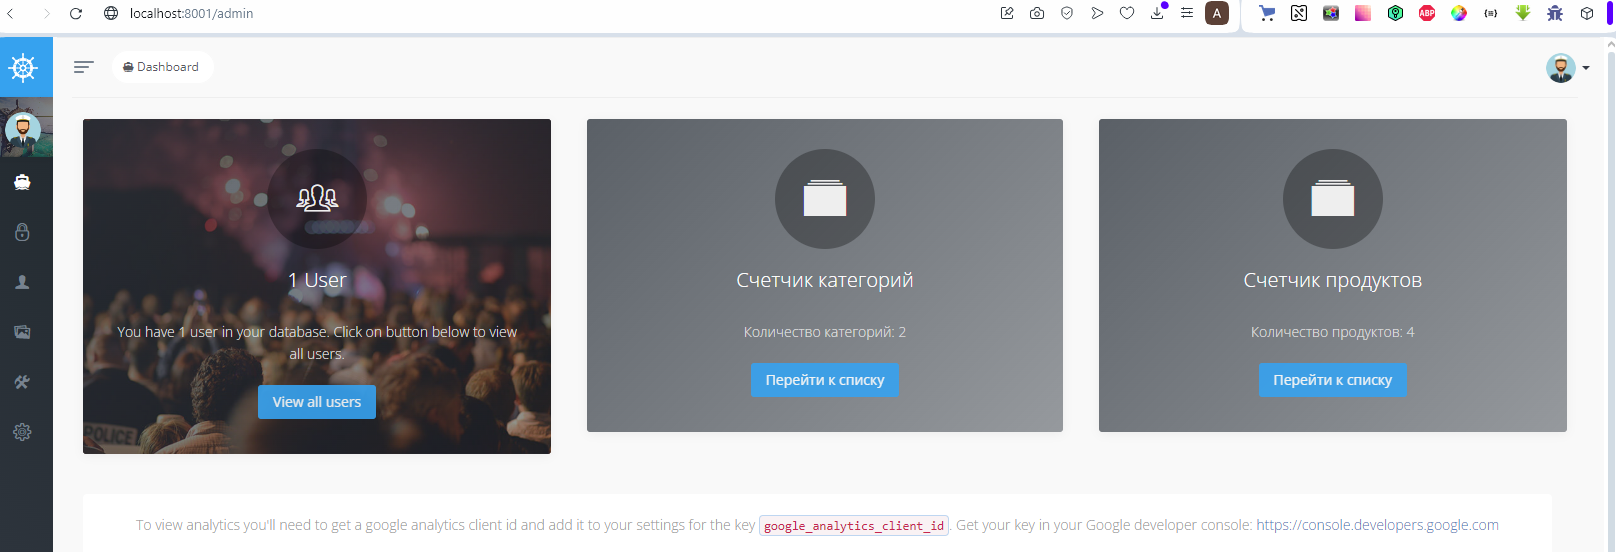 localhost:8001/admin
A
ABP
Dashboard
1 User
You have 1 user in your database. Click on button below to view
all users.
View all users
POLICE
Счетчик категорий
Количество категорий: 2
Перейти к списку
Счетчик продуктов
Количество продуктов: 4
Перейти к списку
To view analytics you'll need to get a google analytics client id and add it to your settings for the key google_analytics_client_id. Get your key in your Google developer console: https://console.developers.google.com